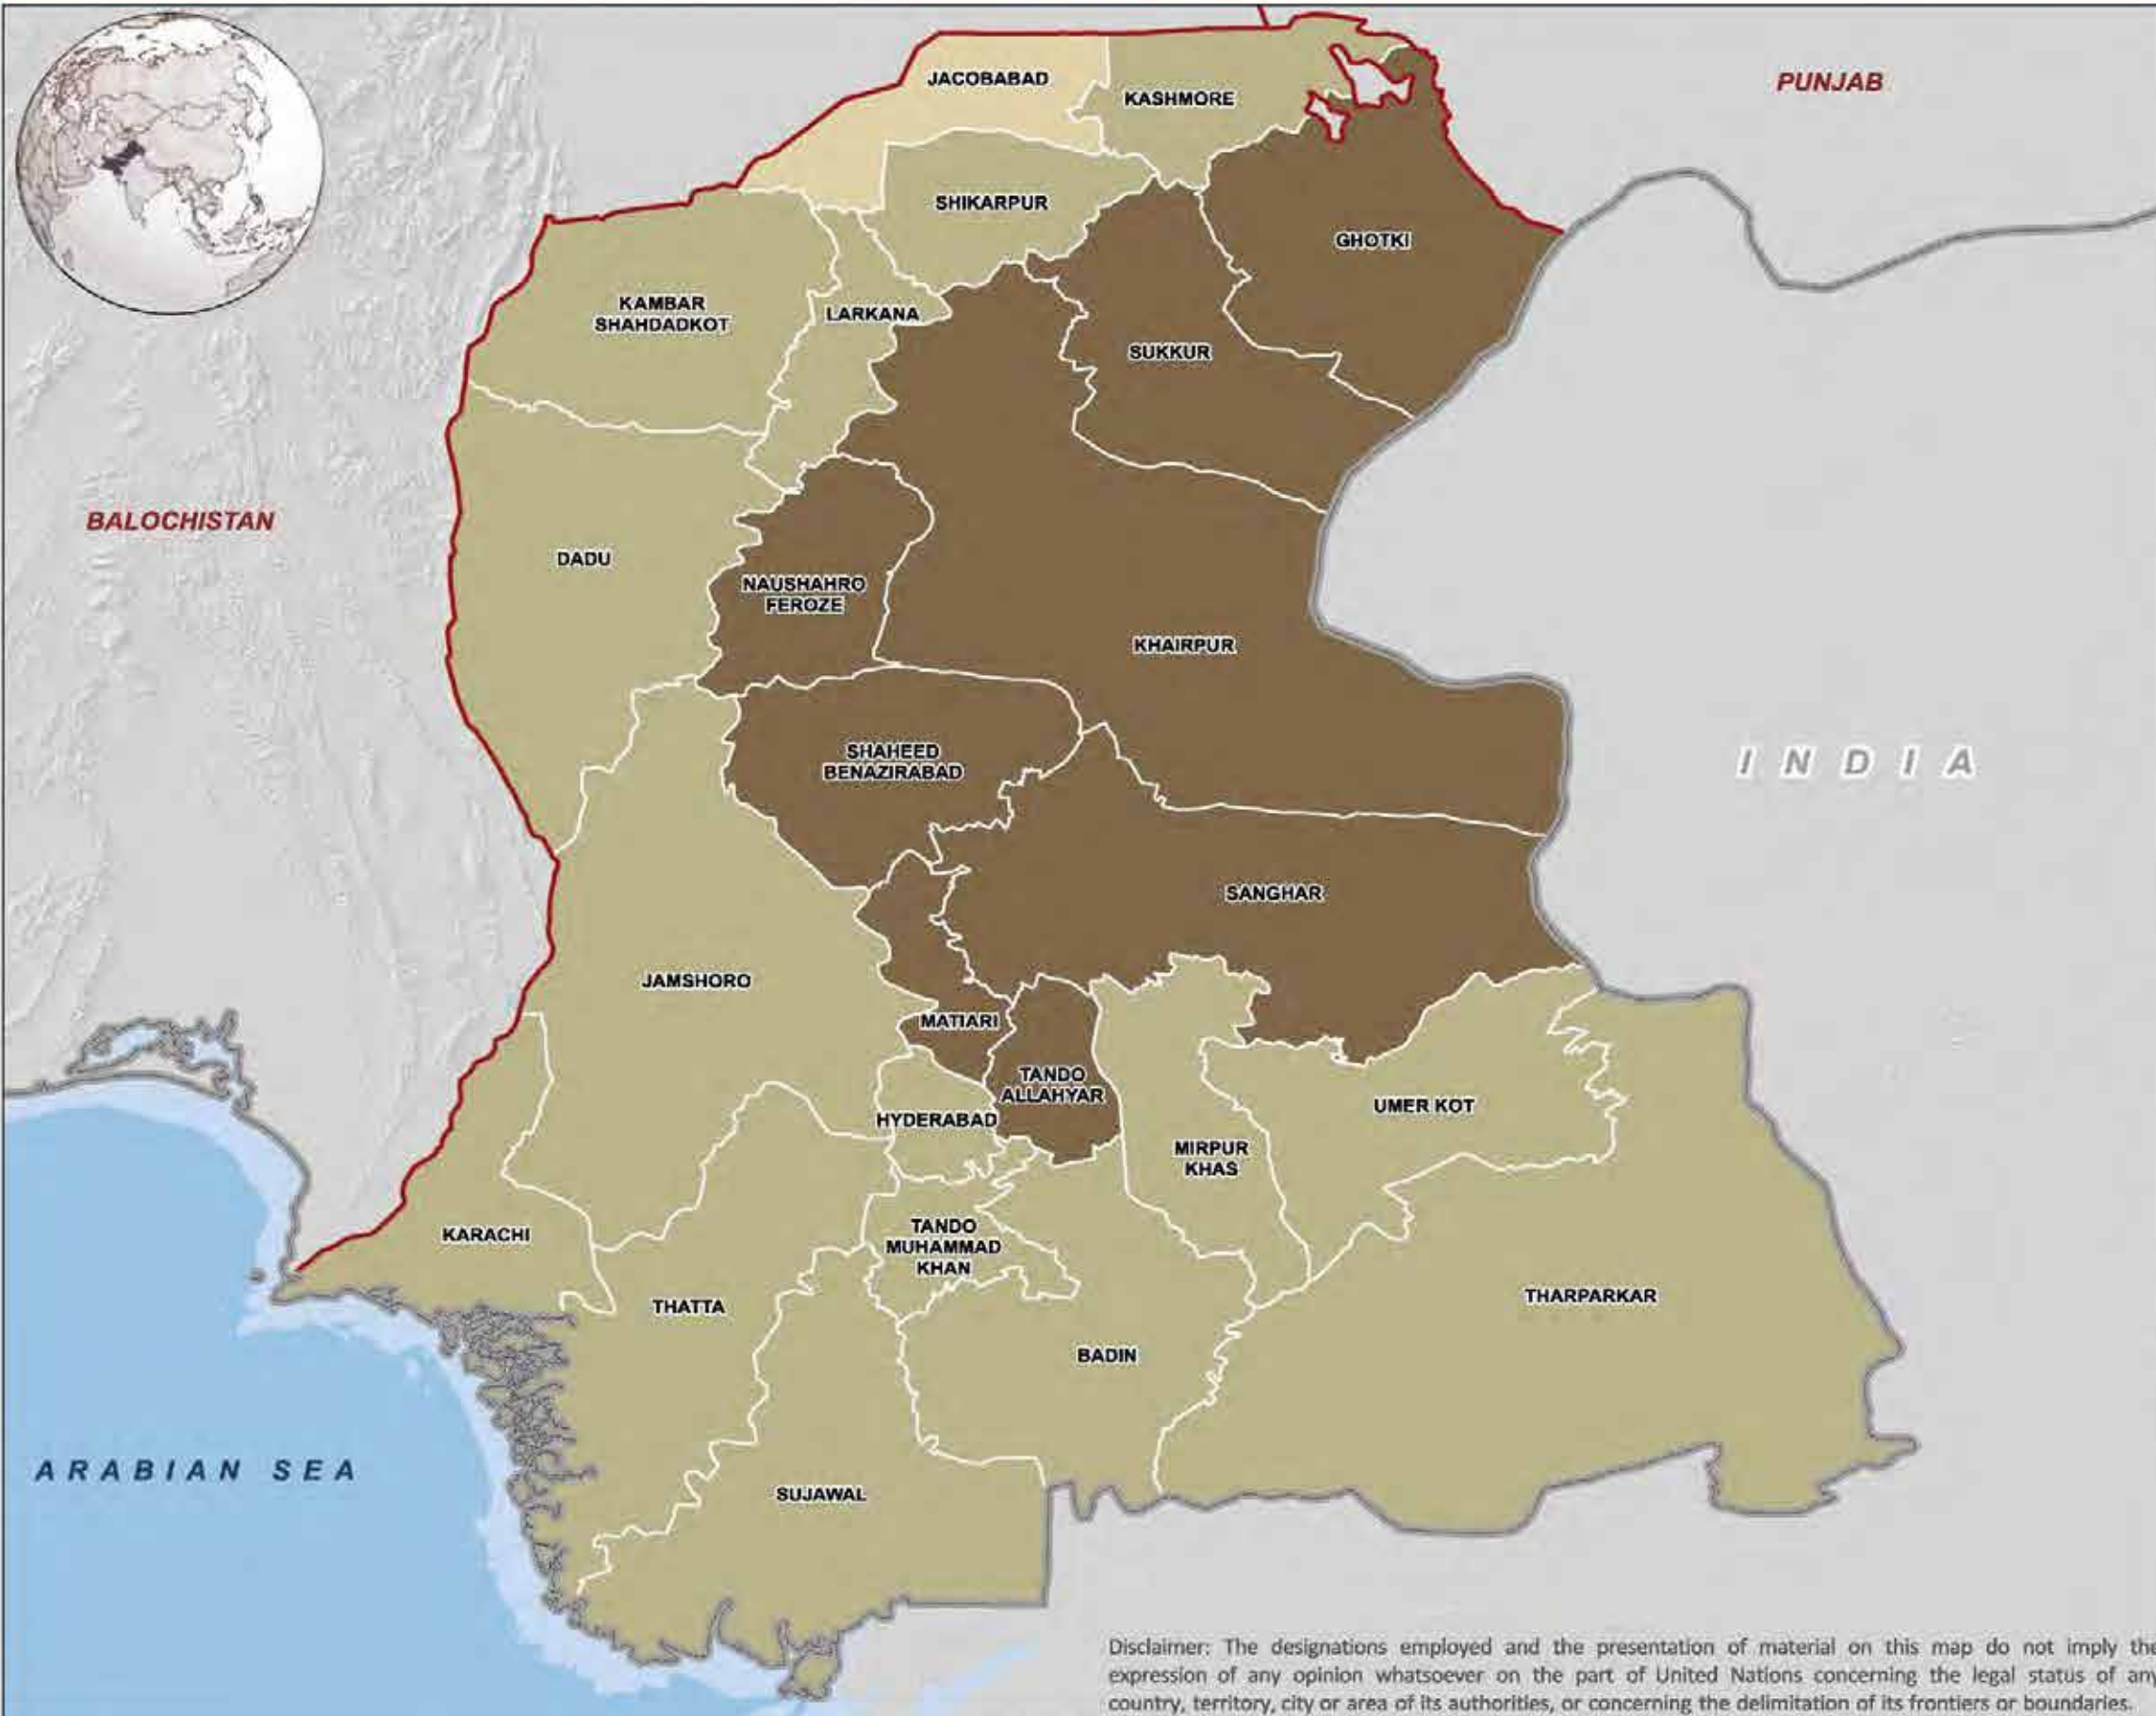 JACOBABAD
KASHMORE
PUNJAB
SHIKARPUR
GHOTKI
KAMBAR
SHAHDADKOT
LARKANA
SUKKUR
BALOCHISTAN
DADU
NAUSHAHRO
FEROZE
KHAIRPUR
SHAHEED
BENAZIRABAD
INDIA
SANGHAR
JAMSHORO
MATIARI
TANDO
ALLAHYAR
HYDERABAD
UMER KOT
MIRPUR
KHAS
KARACHI
TANDO
MUHAMMAD
KHAN
THATTA
THARPARKAR
BADIN
ARABIAN SEA
SUJAWAL
Disclaimer: The designations employed and the presentation of material on this map do not imply the
expression of any opinion whatsoever on the part of United Nations concerning the legal status of any
country, territory, city or area of its authorities, or concerning the delimitation of its frontiers or boundaries.